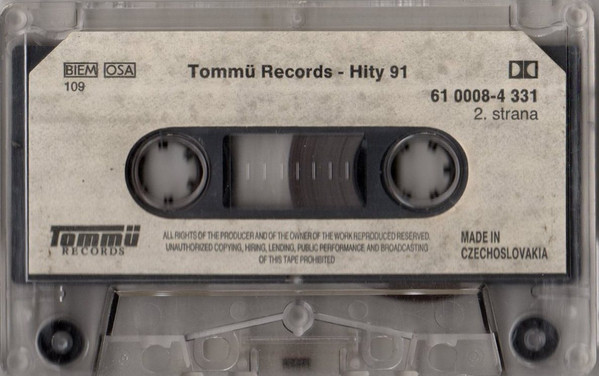 BIEM OSA
109
Tommü Records - Hity 91
61 0008-4 331
2. strana
Tommü
RECORDS
ALL RIGHTS OF THE PRODUCER AND OF THE OWNER OF THE WORK REPRODUCED RESERVED.
UNAUTHORIZED COPYING, HIRING, LENDING, PUBLIC PERFORMANCE AND BROADCASTING
OF THIS TAPE PROHIBITED
MADE IN
CZECHOSLOVAKIA